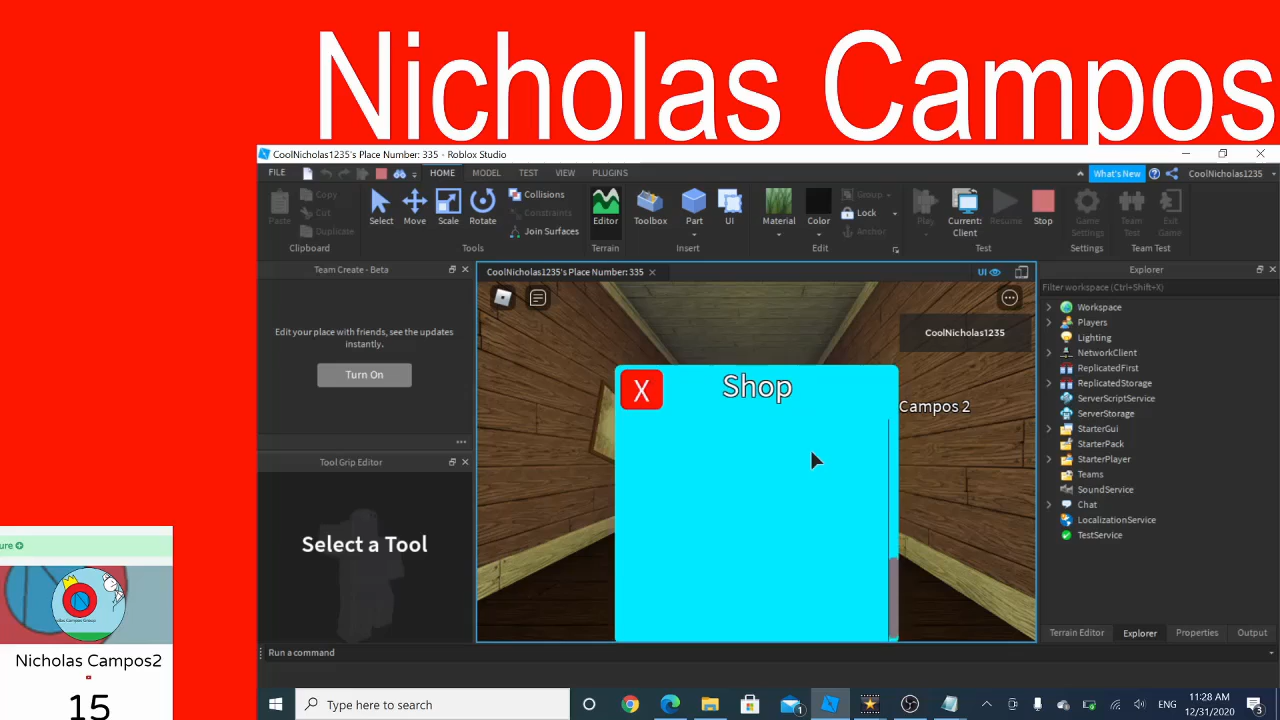 Nicholas Campos
CoolNicholas1235's Place Number: 335 - Roblox Studio
FILE HOME MODEL TEST VIEW PLUGINS What's New CoolNicholas1235
Paste Copy Cut Duplicate Select Move Scale Rotate Collisions Constraints Join Surfaces Editor Toolbox Part UI Material Color Group Lock Anchor Play Current: Client Resume Stop Game Settings Team Test Exit Game
Clipboard Tools Terrain Insert Edit Test Settings Team Test
Team Create - Beta
CoolNicholas1235's Place Number: 335
UI
Explorer
Filter workspace (Ctrl+Shift+X)
Edit your place with friends, see the updates
instantly.
Turn On
Tool Grip Editor
Select a Tool
CoolNicholas1235
X Shop
Campos 2
Workspace
Players
Lighting
NetworkClient
ReplicatedFirst
ReplicatedStorage
ServerScriptService
ServerStorage
StarterGui
StarterPack
StarterPlayer
Teams
SoundService
Chat
LocalizationService
TestService
Terrain Editor Explorer Properties Output
Run a command
ure
Nicholas Campos2
15
Type here to search
1
ENG
11:28 AM
12/31/2020
3